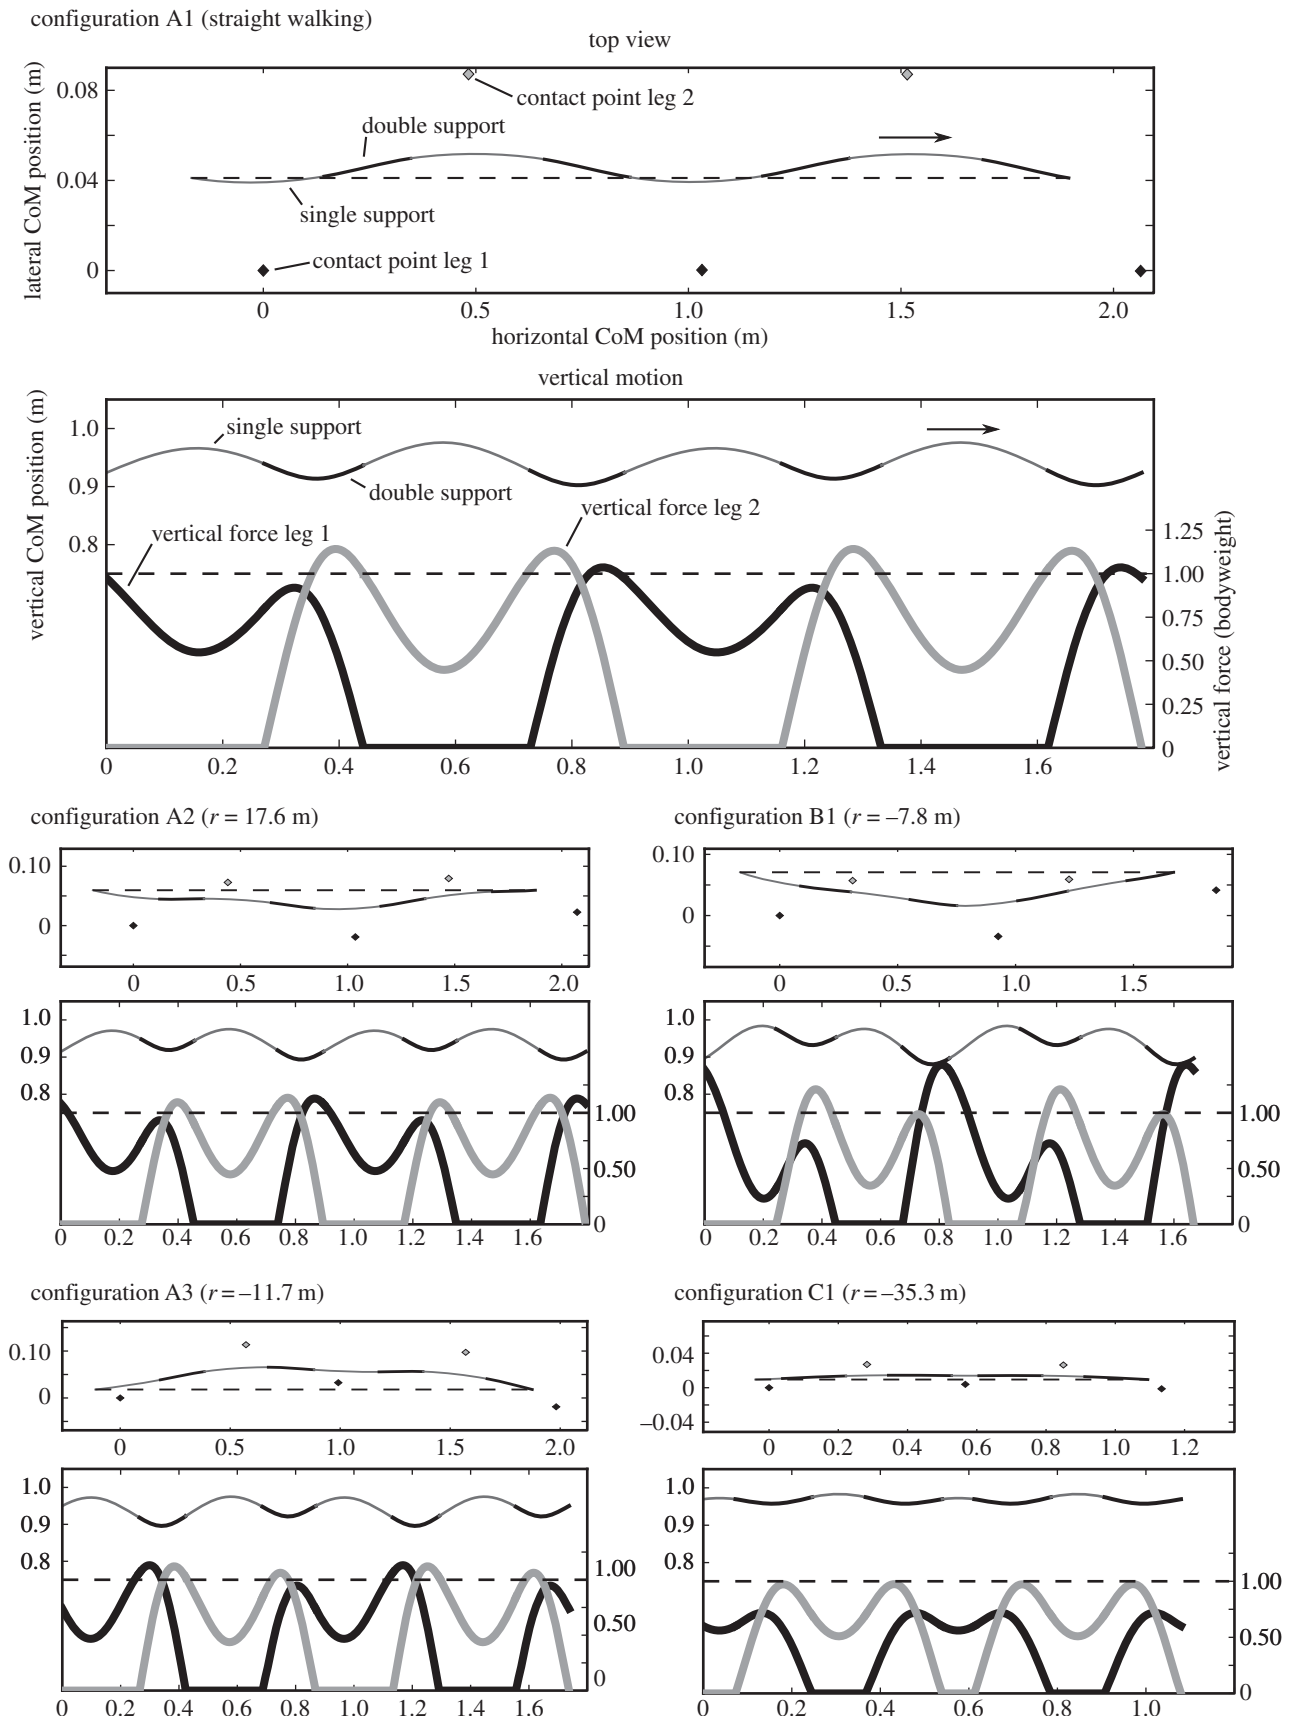 configuration A1 (straight walking)
top view
lateral CoM position (m)
0.08
0.04
0
contact point leg 2
double support
single support
contact point leg 1
0 0.5 1.0 1.5 2.0
horizontal CoM position (m)
vertical motion
vertical CoM position (m)
1.0
0.9
0.8
single support
double support
vertical force leg 1
vertical force leg 2
1.25
1.00
0.75
0.50
0.25
0
vertical force (bodyweight)
0 0.2 0.4 0.6 0.8 1.0 1.2 1.4 1.6
configuration A2 (r = 17.6 m)
0.10
0
0 0.5 1.0 1.5 2.0
1.0
0.9
0.8
1.00
0.50
0
0 0.2 0.4 0.6 0.8 1.0 1.2 1.4 1.6
configuration B1 (r = –7.8 m)
0.10
0
0 0.5 1.0 1.5
1.0
0.9
0.8
1.00
0.50
0
0 0.2 0.4 0.6 0.8 1.0 1.2 1.4 1.6
configuration A3 (r = –11.7 m)
0.10
0
0 0.5 1.0 1.5 2.0
1.0
0.9
0.8
1.00
0.50
0
0 0.2 0.4 0.6 0.8 1.0 1.2 1.4 1.6
configuration C1 (r = –35.3 m)
0.04
0
–0.04
0 0.2 0.4 0.6 0.8 1.0 1.2
1.0
0.9
0.8
1.00
0.50
0
0 0.2 0.4 0.6 0.8 1.0